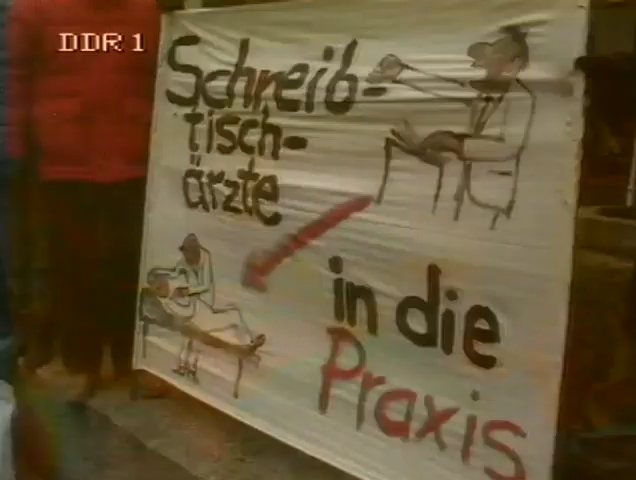 DDR 1
Schreib-
tisch-
ärzte
in die
Praxis